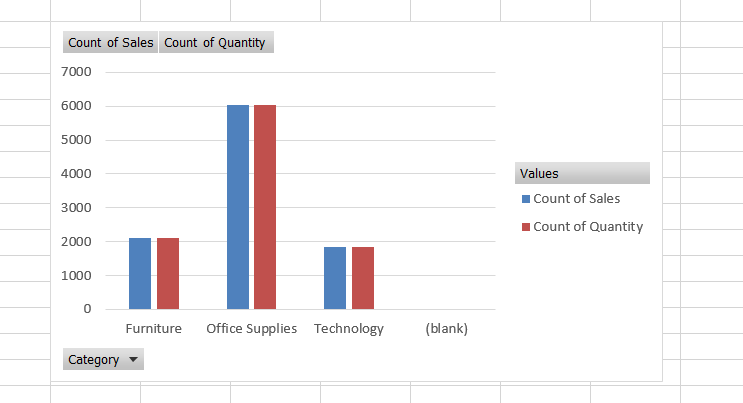 Count of Sales Count of Quantity
7000
6000
5000
4000
3000
2000
1000
0
Furniture Office Supplies Technology (blank)
Values
Count of Sales
Count of Quantity
Category